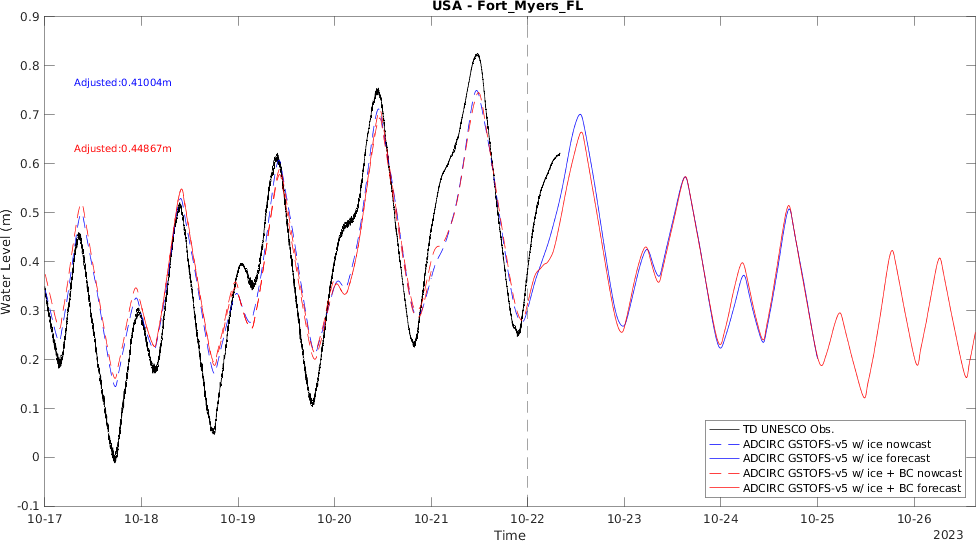 USA - Fort_Myers_FL
0.9
0.8
0.7
0.6
0.5
0.4
0.3
0.2
0.1
0
-0.1
Water Level (m)
Adjusted:0.41004m
Adjusted:0.44867m
TD UNESCO Obs.
ADCIRC GSTOFS-v5 w/ ice nowcast
ADCIRC GSTOFS-v5 w/ ice forecast
ADCIRC GSTOFS-v5 w/ ice + BC nowcast
ADCIRC GSTOFS-v5 w/ ice + BC forecast
10-17 10-18 10-19 10-20 10-21 10-22 10-23 10-24 10-25 10-26
Time
2023